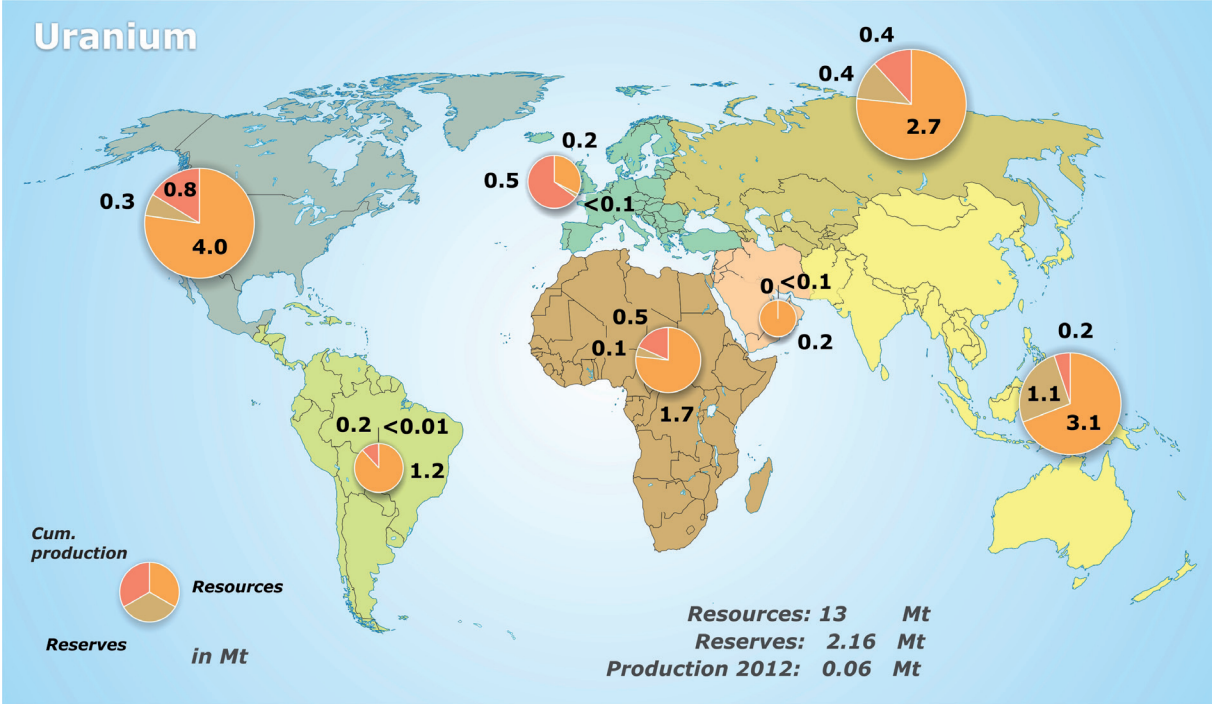 Uranium
0.4
0.4
2.7
0.2
0.5
<0.1
0.8
0.3
4.0
0 <0.1
0.2
0.5
0.1
1.7
0.2
1.1
3.1
0.2 <0.01
1.2
Cum.
production
Resources
Reserves
in Mt
Resources: 13 Mt
Reserves: 2.16 Mt
Production 2012: 0.06 Mt